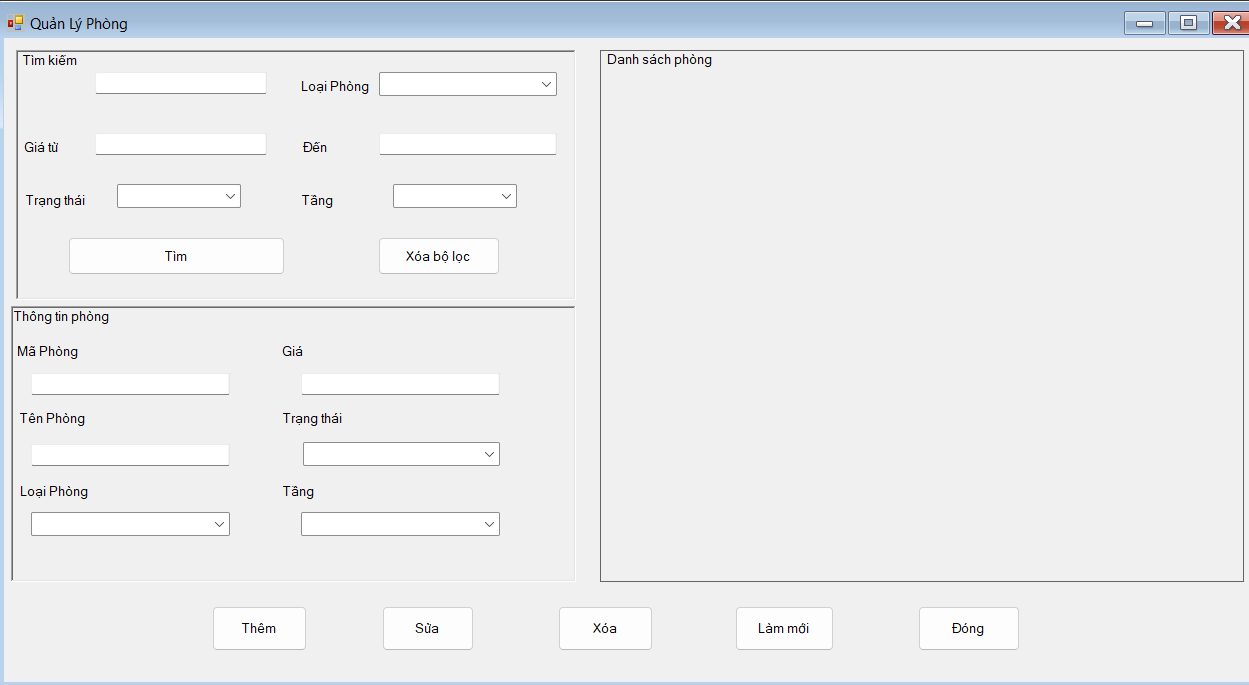 Quản Lý Phòng
Tìm kiếm
Loại Phòng
Giá từ
Đến
Trạng thái
Tầng
Tìm
Xóa bộ lọc
Thông tin phòng
Mã Phòng
Giá
Tên Phòng
Trạng thái
Loại Phòng
Tầng
Danh sách phòng
Thêm
Sửa
Xóa
Làm mới
Đóng